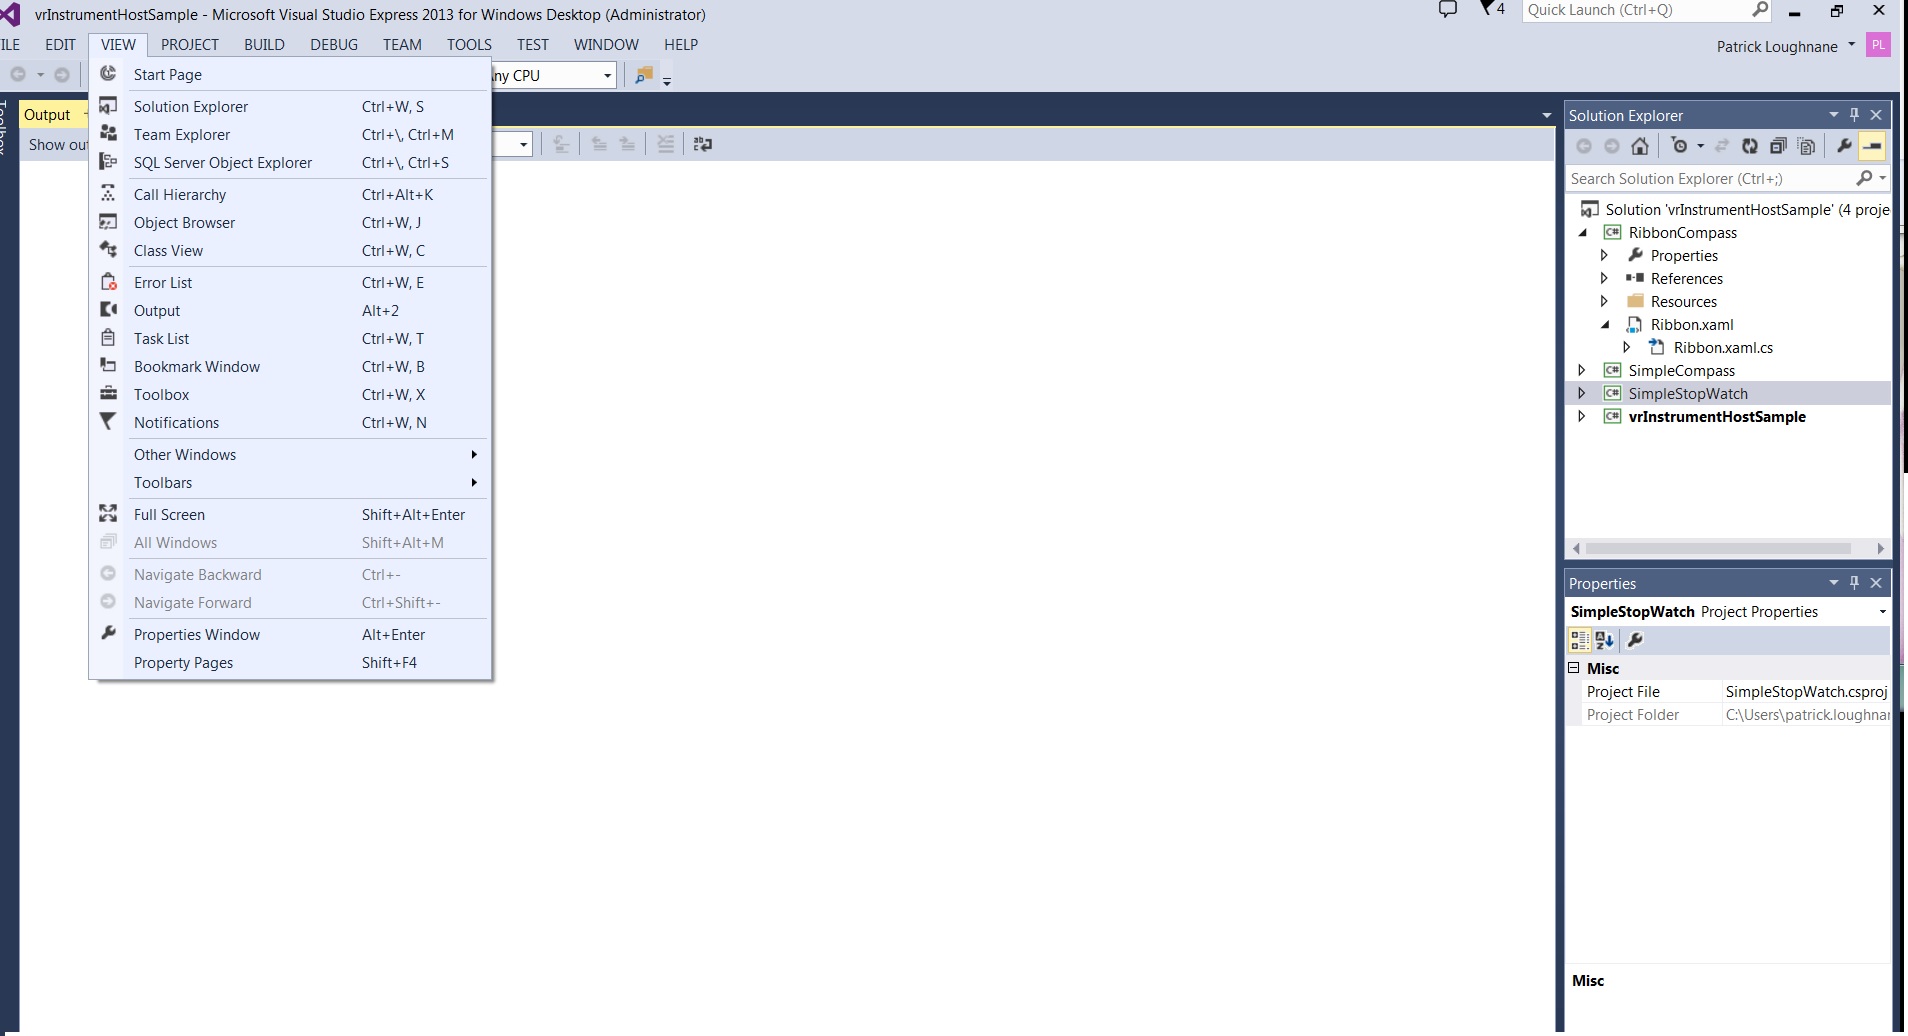 vrInstrumentHostSample - Microsoft Visual Studio Express 2013 for Windows Desktop (Administrator)
4
Quick Launch (Ctrl+Q)
ILE EDIT VIEW PROJECT BUILD DEBUG TEAM TOOLS TEST WINDOW HELP
Patrick Loughnane PL
ny CPU
Toolbox
Output
Show out
Start Page
Solution Explorer Ctrl+W, S
Team Explorer Ctrl+\, Ctrl+M
SQL Server Object Explorer Ctrl+\, Ctrl+S
Call Hierarchy Ctrl+Alt+K
Object Browser Ctrl+W, J
Class View Ctrl+W, C
Error List Ctrl+W, E
Output Alt+2
Task List Ctrl+W, T
Bookmark Window Ctrl+W, B
Toolbox Ctrl+W, X
Notifications Ctrl+W, N
Other Windows
Toolbars
Full Screen Shift+Alt+Enter
All Windows Shift+Alt+M
Navigate Backward Ctrl+-
Navigate Forward Ctrl+Shift+-
Properties Window Alt+Enter
Property Pages Shift+F4
Solution Explorer
Search Solution Explorer (Ctrl+;)
Solution 'vrInstrumentHostSample' (4 proje
C# RibbonCompass
Properties
References
Resources
Ribbon.xaml
Ribbon.xaml.cs
C# SimpleCompass
C# SimpleStopWatch
C# vrInstrumentHostSample
Properties
SimpleStopWatch Project Properties
Misc
Project File SimpleStopWatch.csproj
Project Folder C:\Users\patrick.loughnar
Misc